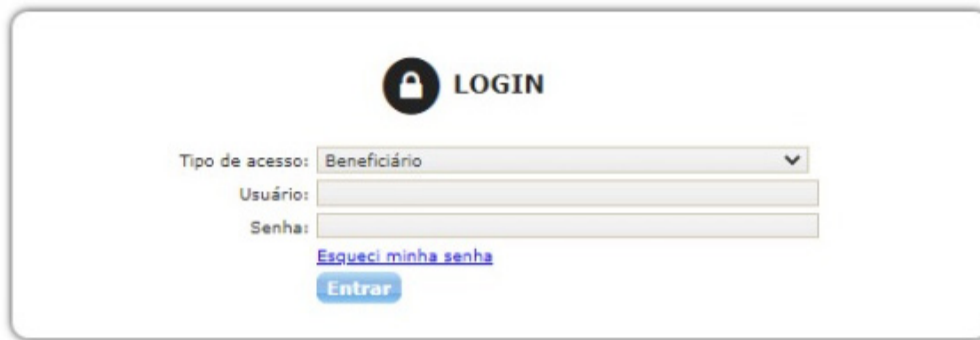 LOGIN
Tipo de acesso: Beneficiário
Usuário:
Senha:
Esqueci minha senha
Entrar